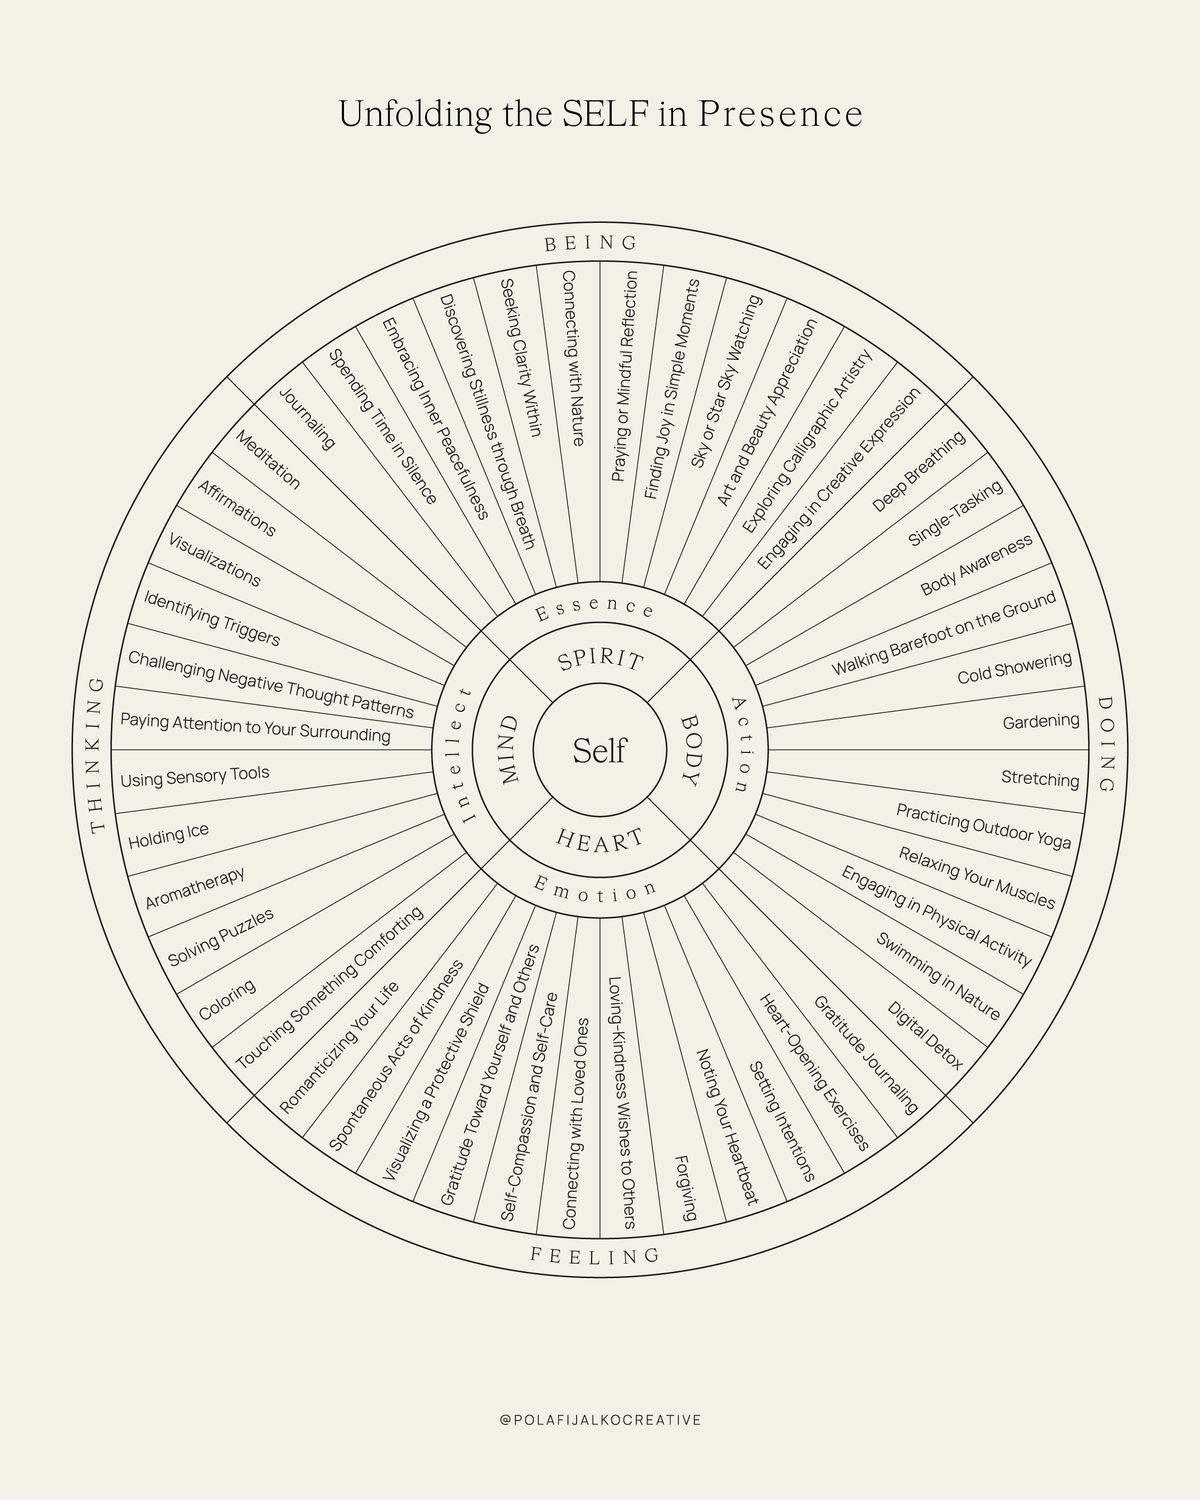 Unfolding the SELF in Presence
BEING
Journaling
Spending Time in Silence
Embracing Inner Peacefulness
Discovering Stillness through Breath
Seeking Clarity Within
Connecting with Nature
Praying or Mindful Reflection
Finding Joy in Simple Moments
Sky or Star Sky Watching
Art and Beauty Appreciation
Exploring Calligraphic Artistry
Engaging in Creative Expression
DOING
Deep Breathing
Single-Tasking
Body Awareness
Walking Barefoot on the Ground
Cold Showering
Gardening
Stretching
Practicing Outdoor Yoga
Relaxing Your Muscles
Engaging in Physical Activity
Swimming in Nature
Digital Detox
FEELING
Gratitude Journaling
Heart-Opening Exercises
Setting Intentions
Noting Your Heartbeat
Forgiving
Loving-Kindness Wishes to Others
Connecting with Loved Ones
Self-Compassion and Self-Care
Gratitude Toward Yourself and Others
Visualizing a Protective Shield
Spontaneous Acts of Kindness
Romanticizing Your Life
THINKING
Touching Something Comforting
Coloring
Solving Puzzles
Aromatherapy
Holding Ice
Using Sensory Tools
Paying Attention to Your Surrounding
Challenging Negative Thought Patterns
Identifying Triggers
Visualizations
Affirmations
Meditation
Essence
Action
Emotion
Intellect
SPIRIT
BODY
HEART
MIND
Self
@POLAFIJALKOCREATIVE